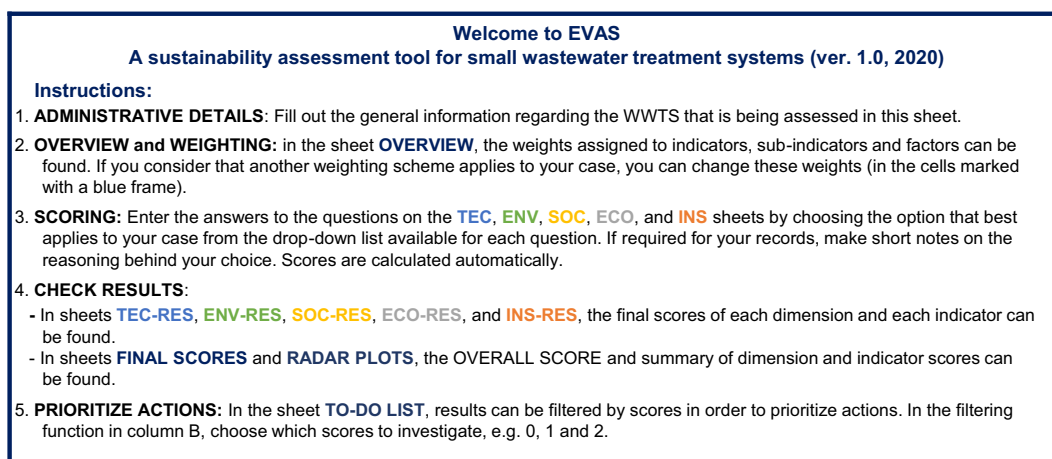 Welcome to EVAS
A sustainability assessment tool for small wastewater treatment systems (ver. 1.0, 2020)
Instructions:
1. ADMINISTRATIVE DETAILS: Fill out the general information regarding the WWTS that is being assessed in this sheet.
2. OVERVIEW and WEIGHTING: in the sheet OVERVIEW, the weights assigned to indicators, sub-indicators and factors can be
found. If you consider that another weighting scheme applies to your case, you can change these weights (in the cells marked
with a blue frame).
3. SCORING: Enter the answers to the questions on the TEC, ENV, SOC, ECO, and INS sheets by choosing the option that best
applies to your case from the drop-down list available for each question. If required for your records, make short notes on the
reasoning behind your choice. Scores are calculated automatically.
4. CHECK RESULTS:
- In sheets TEC-RES, ENV-RES, SOC-RES, ECO-RES, and INS-RES, the final scores of each dimension and each indicator can
be found.
- In sheets FINAL SCORES and RADAR PLOTS, the OVERALL SCORE and summary of dimension and indicator scores can
be found.
5. PRIORITIZE ACTIONS: In the sheet TO-DO LIST, results can be filtered by scores in order to prioritize actions. In the filtering
function in column B, choose which scores to investigate, e.g. 0, 1 and 2.